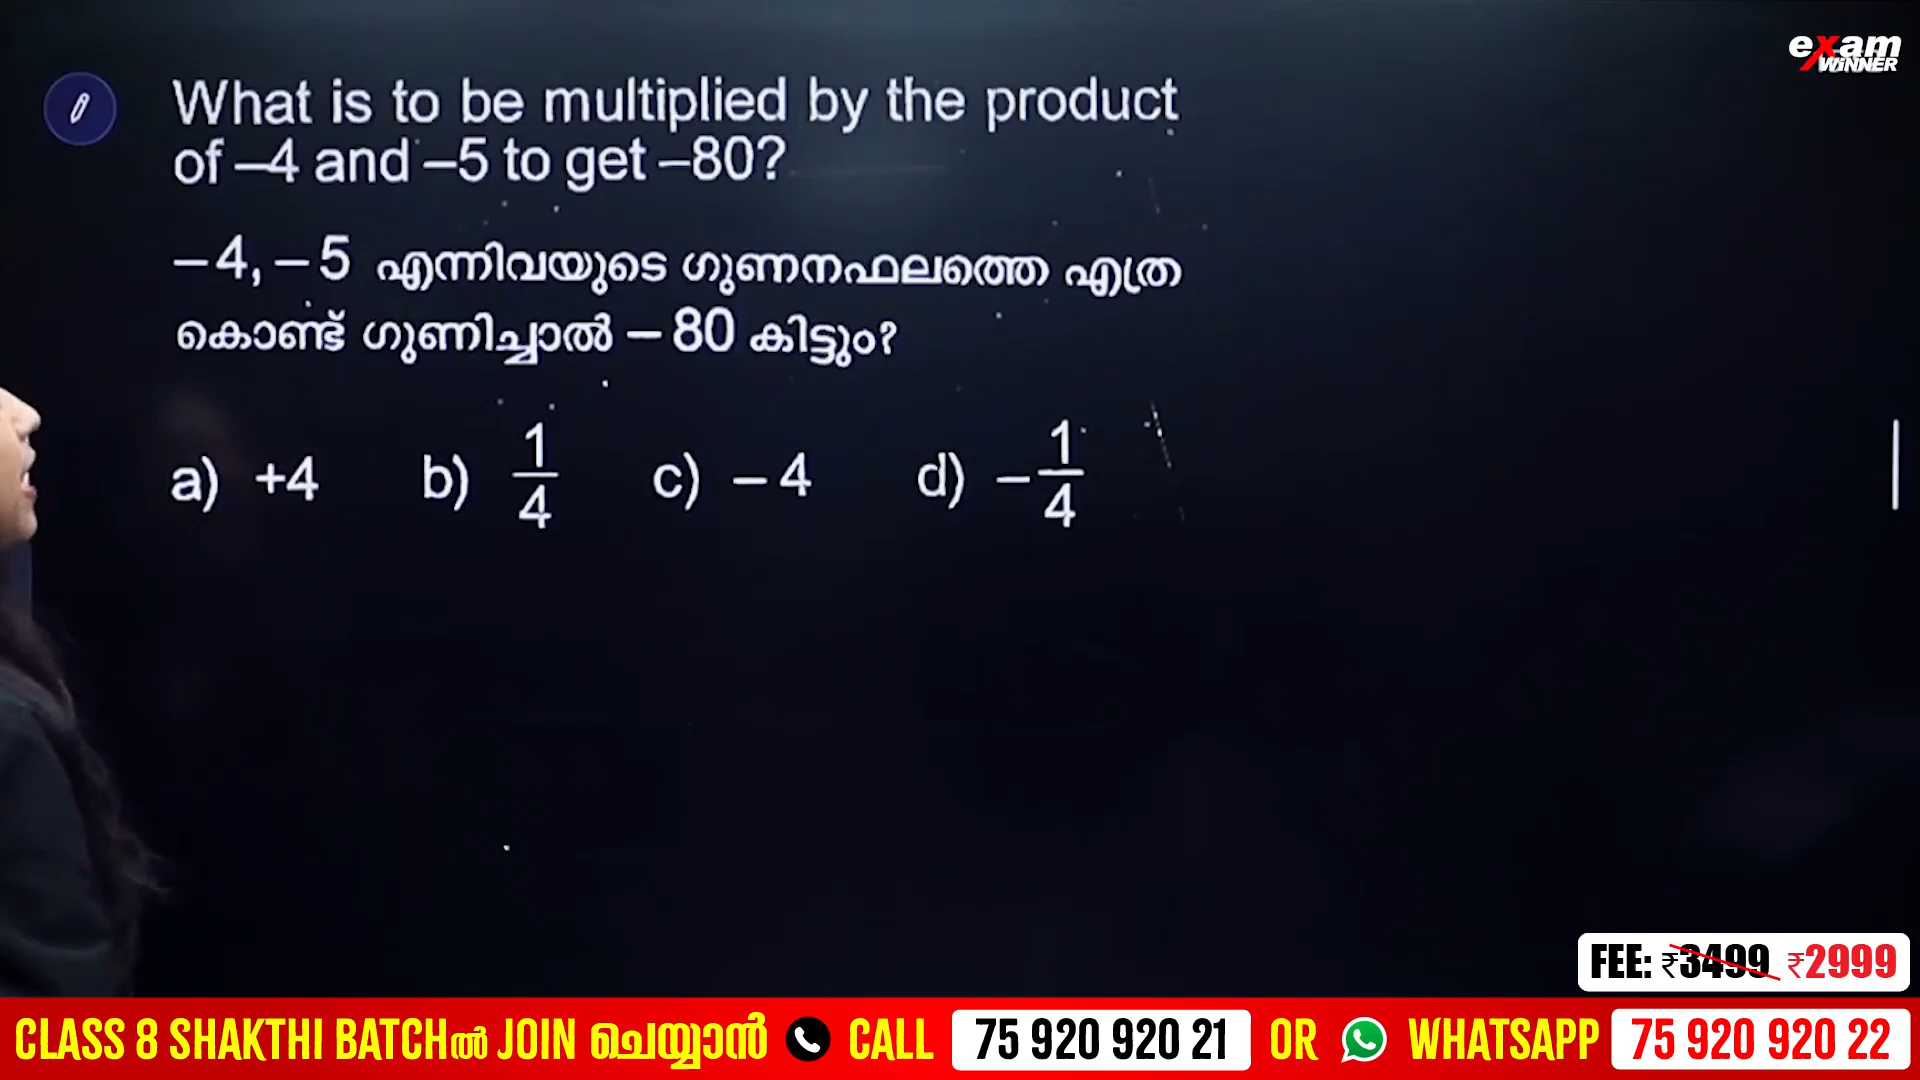 exam
WINNER
What is to be multiplied by the product
of –4 and –5 to get –80?
–4, –5 എന്നിവയുടെ ഗുണനഫലത്തെ എത്ര
കൊണ്ട് ഗുണിച്ചാൽ – 80 കിട്ടും?
a) +4 b) 1/4 c) – 4 d) – 1/4
FEE: ₹3499 ₹2999
CLASS 8 SHAKTHI BATCHൽ JOIN ചെയ്യാൻ CALL 75 920 920 21 OR WHATSAPP 75 920 920 22